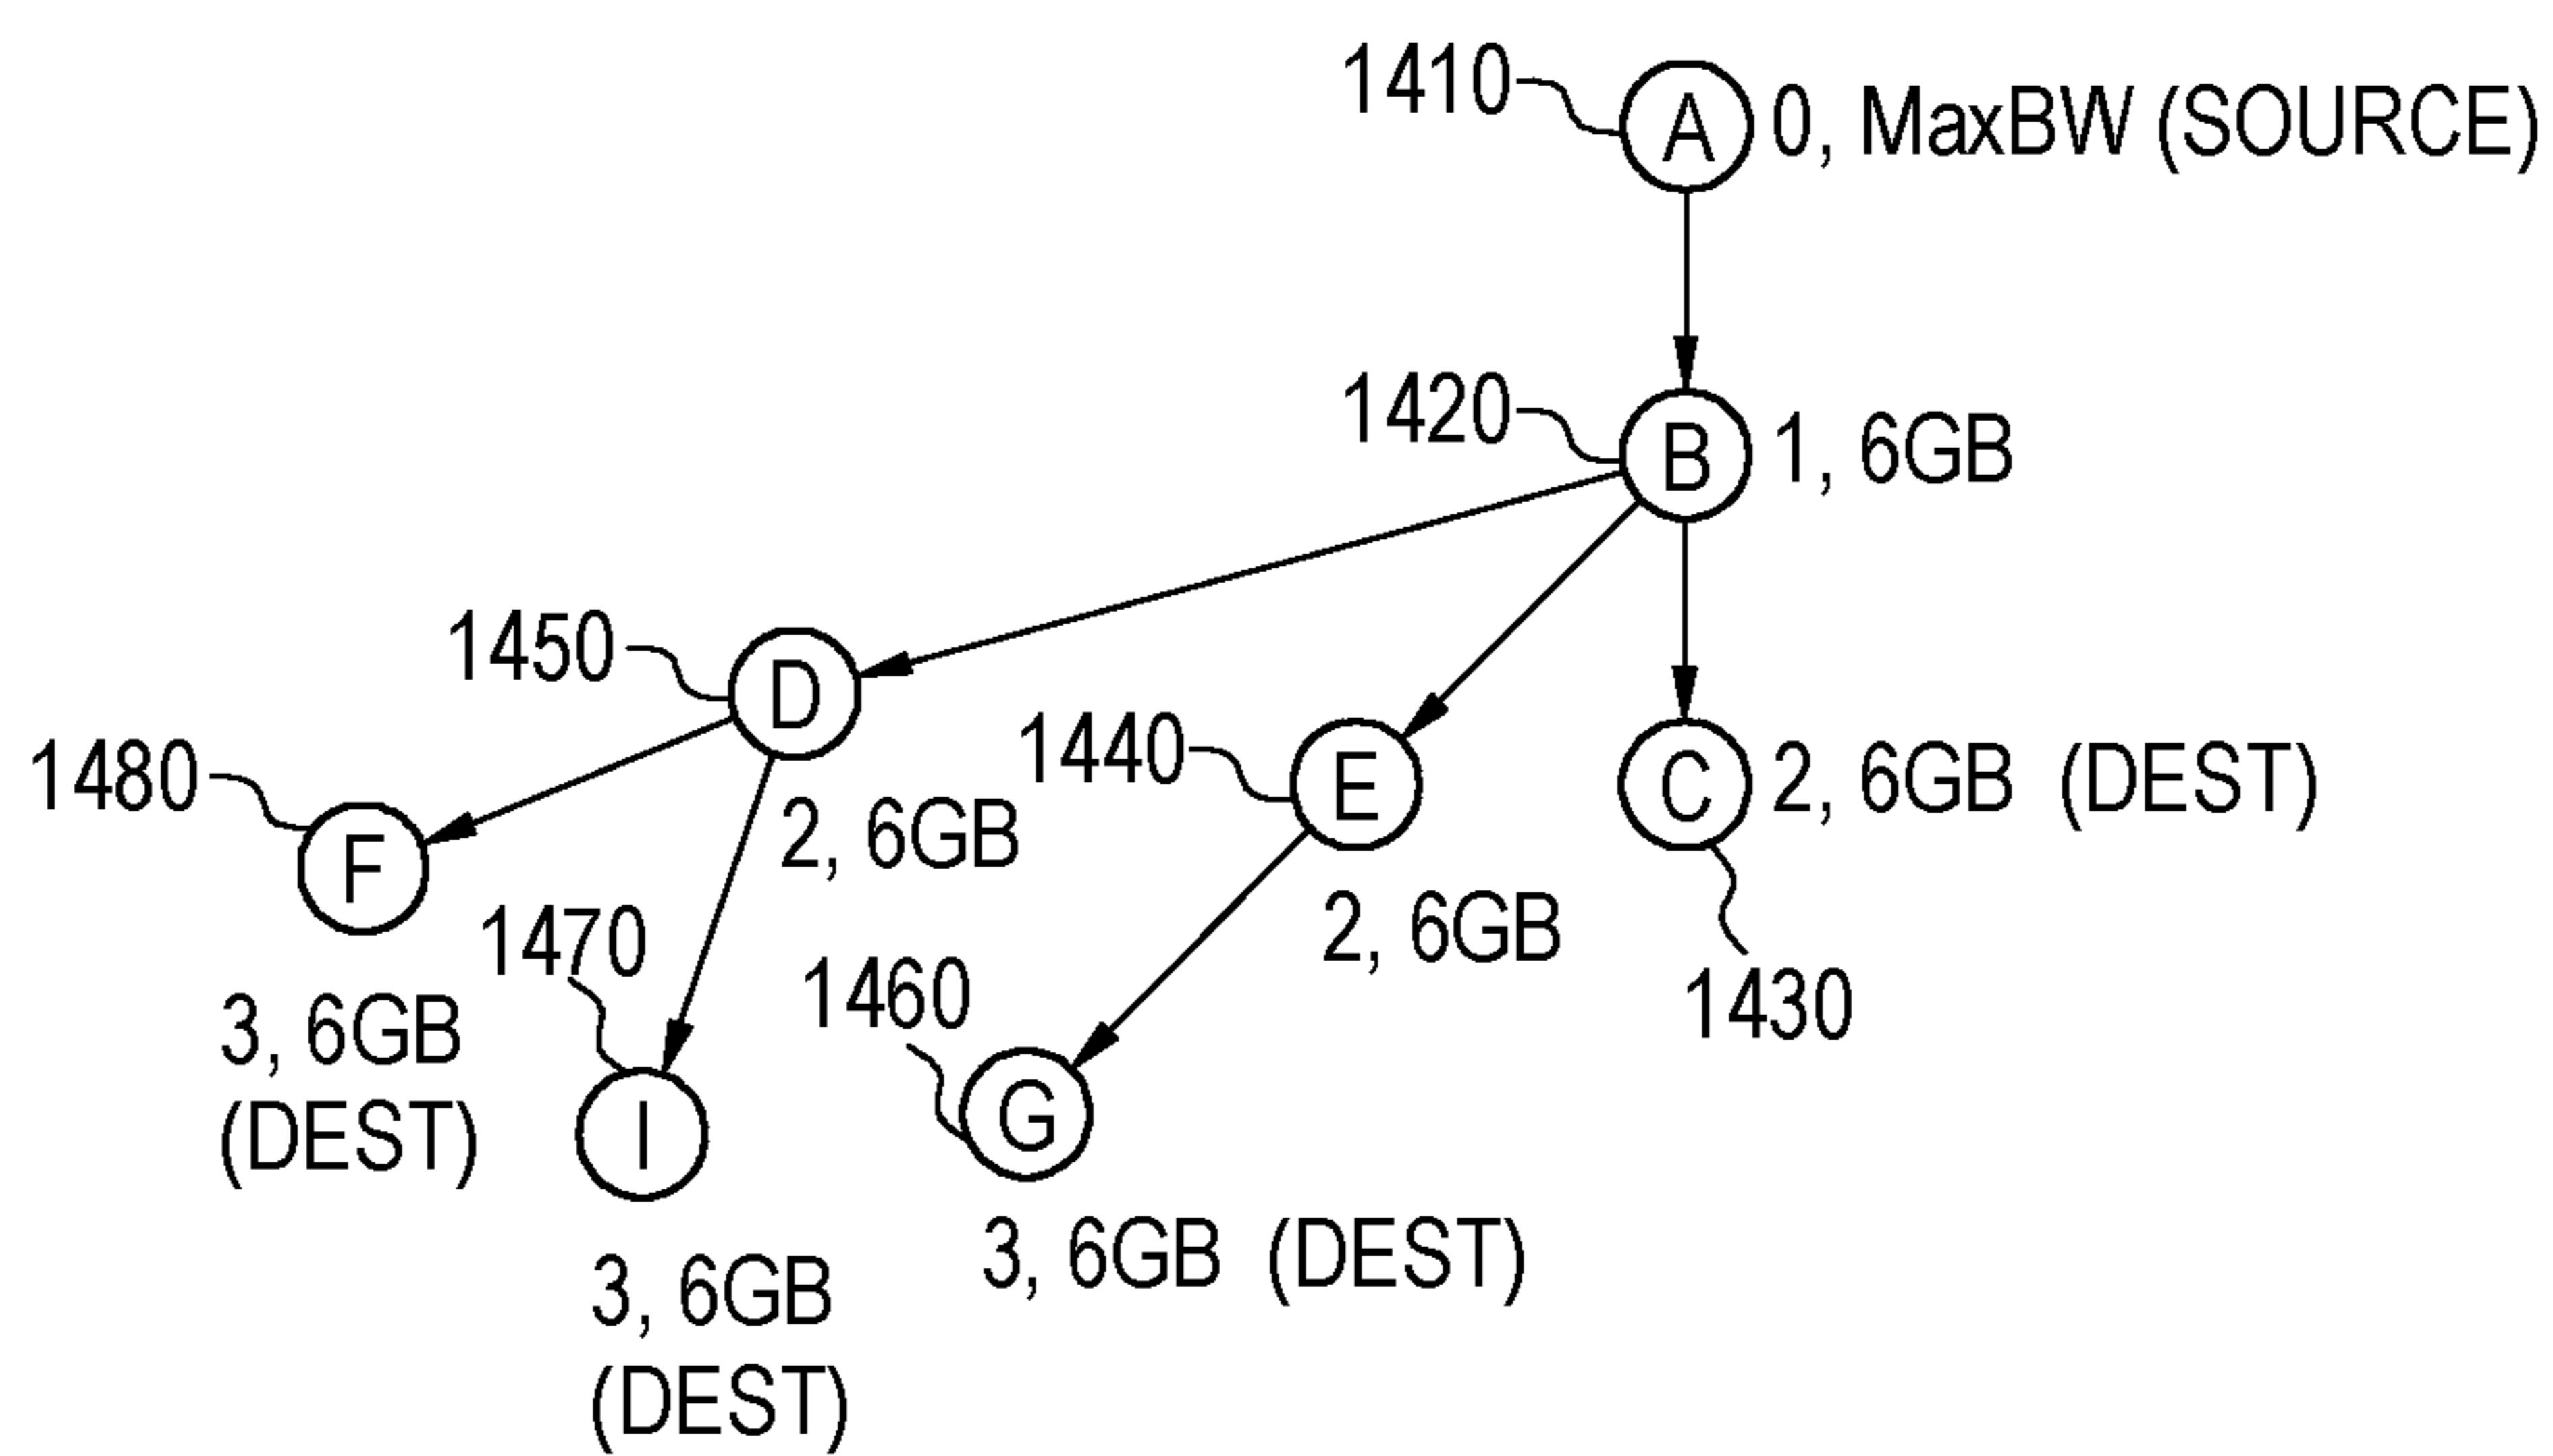 1410 A 0, MaxBW (SOURCE)
1420 B 1, 6GB
1450 D 2, 6GB
1440 E 2, 6GB
C 2, 6GB (DEST)
1430
1480 F
3, 6GB
(DEST)
1470
I
3, 6GB
(DEST)
1460
G
3, 6GB (DEST)